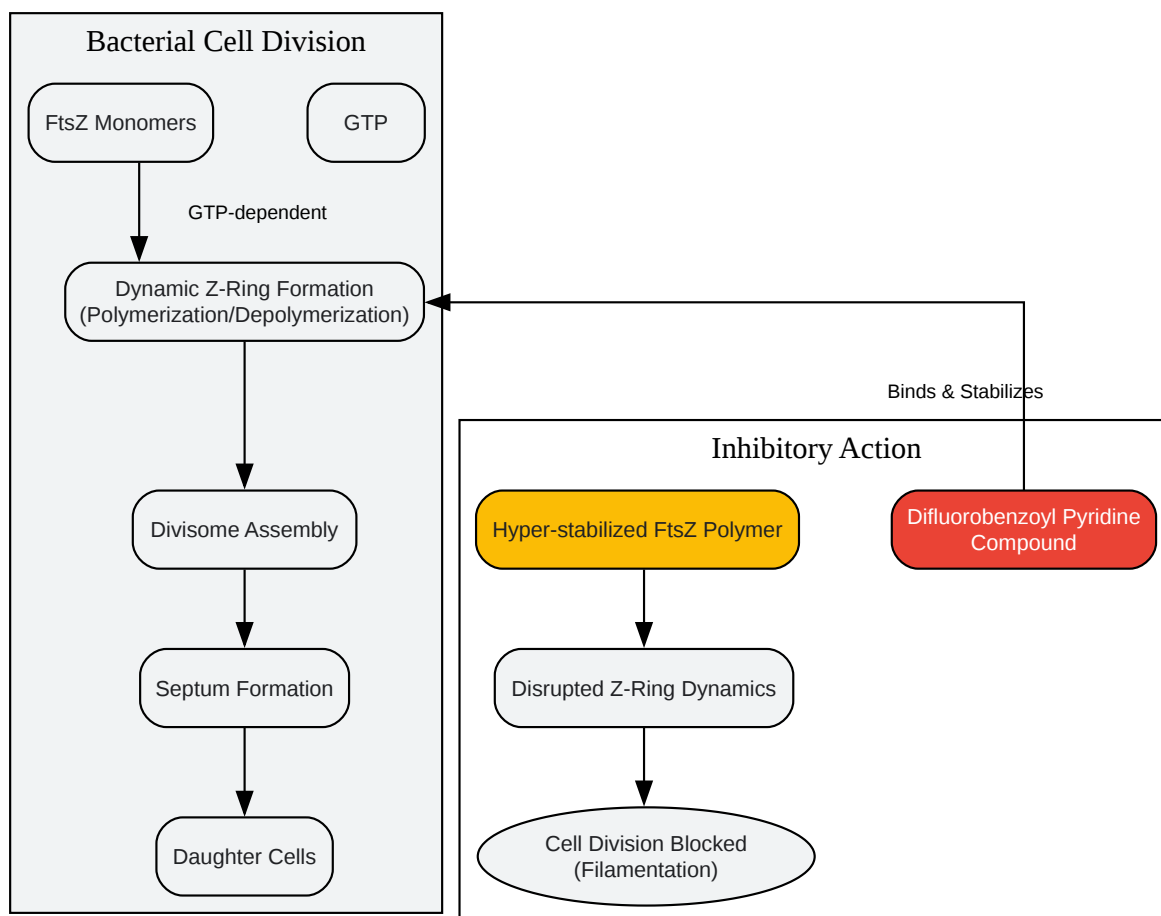 Bacterial Cell Division
FtsZ Monomers
GTP
GTP-dependent
Dynamic Z-Ring Formation
(Polymerization/Depolymerization)
Divisome Assembly
Septum Formation
Daughter Cells
Binds & Stabilizes
Inhibitory Action
Hyper-stabilized FtsZ Polymer
Difluorobenzoyl Pyridine
Compound
Disrupted Z-Ring Dynamics
Cell Division Blocked
(Filamentation)